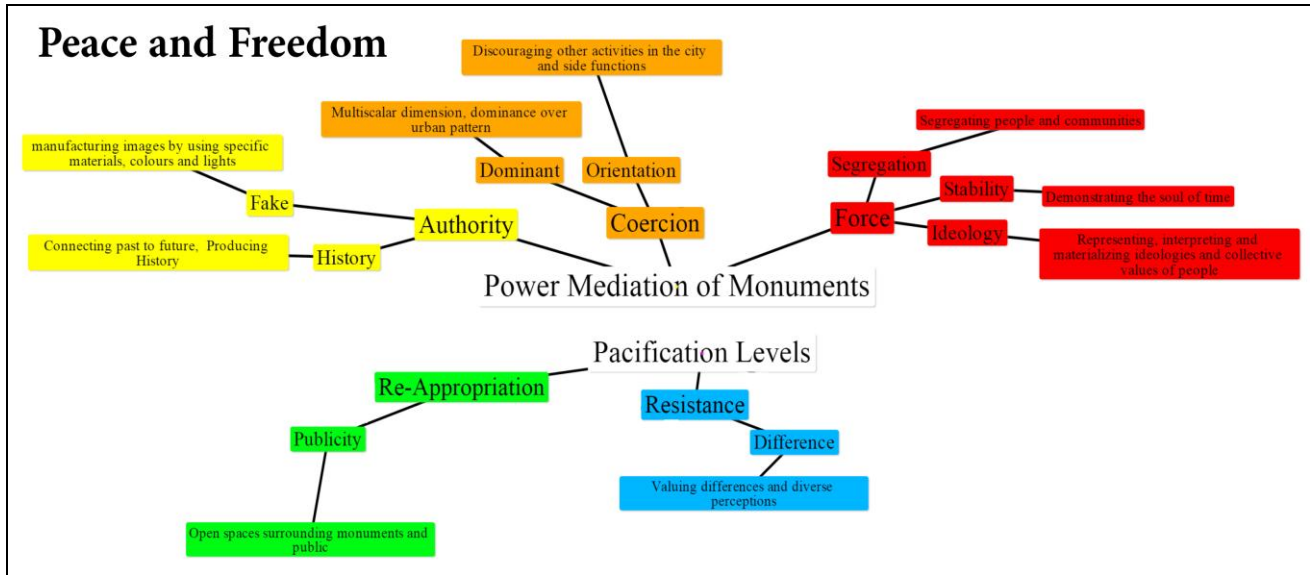 Peace and Freedom
Discouraging other activities in the city
and side functions
Multiscalar dimension, dominance over
urban pattern
Segregating people and communities
manufacturing images by using specific
materials, colours and lights
Dominant
Orientation
Segregation
Stability
Demonstrating the soul of time
Fake
Authority
Coercion
Force
Ideology
Connecting past to future,  Producing
History
History
Representing, interpreting and
materializing ideologies and collective
values of people
Power Mediation of Monuments
Pacification Levels
Re-Appropriation
Resistance
Publicity
Difference
Valuing differences and diverse
perceptions
Open spaces surrounding monuments and
public